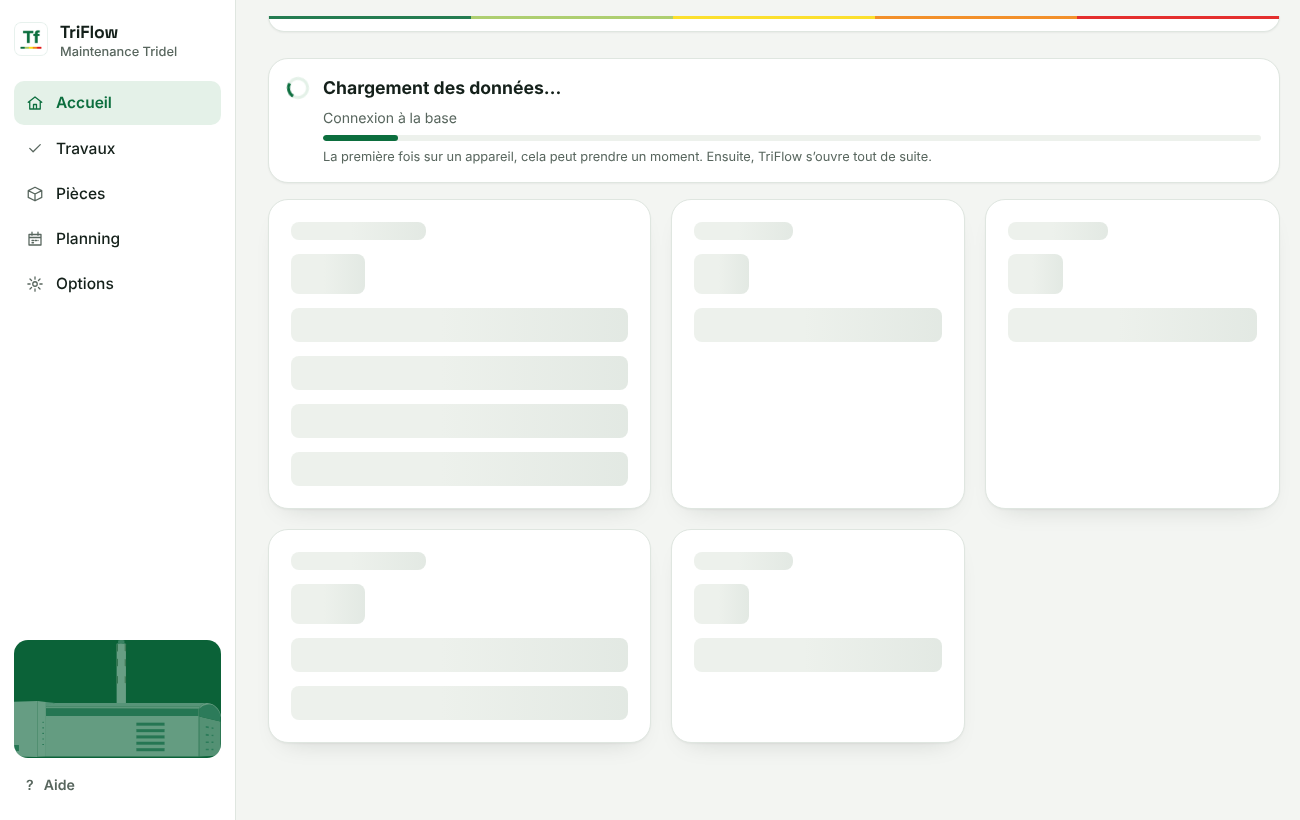 Tf
TriFlow
Maintenance Tridel
Accueil
Travaux
Pièces
Planning
Options
? Aide
Chargement des données…
Connexion à la base
La première fois sur un appareil, cela peut prendre un moment. Ensuite, TriFlow s’ouvre tout de suite.